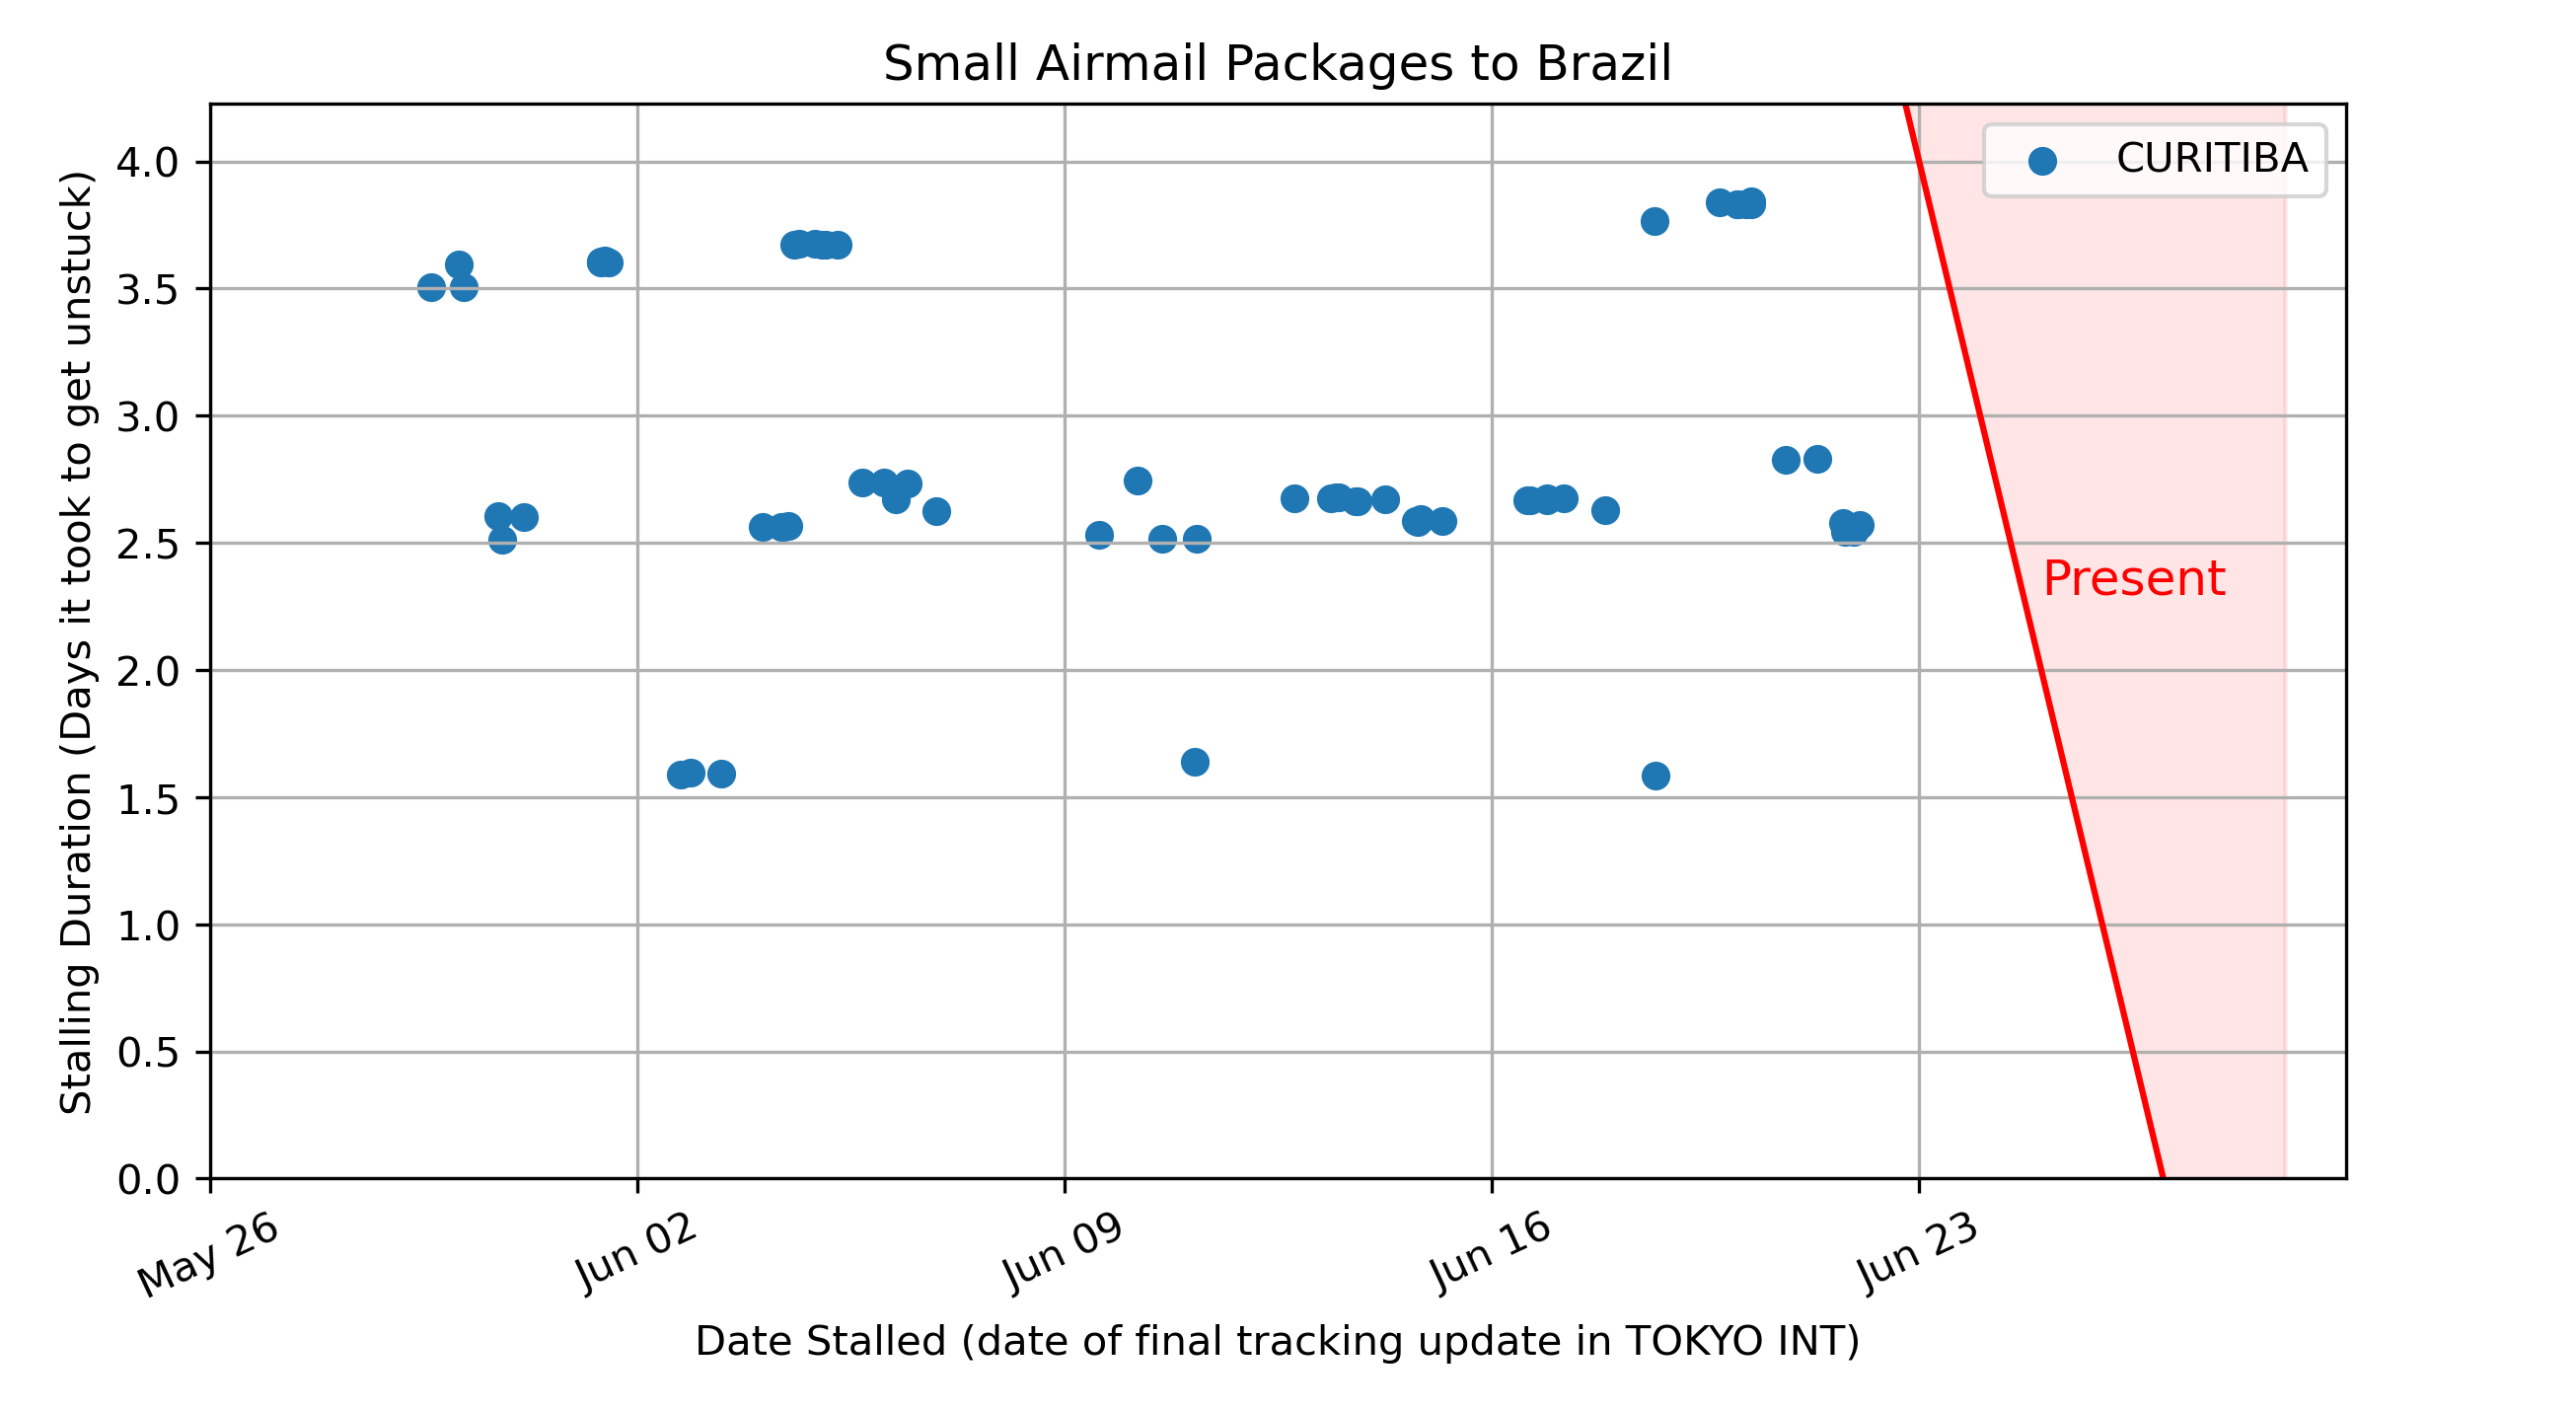 Small Airmail Packages to Brazil
Stalling Duration (Days it took to get unstuck)
4.0
3.5
3.0
2.5
2.0
1.5
1.0
0.5
0.0
CURITIBA
Present
May 26
Jun 02
Jun 09
Jun 16
Jun 23
Date Stalled (date of final tracking update in TOKYO INT)